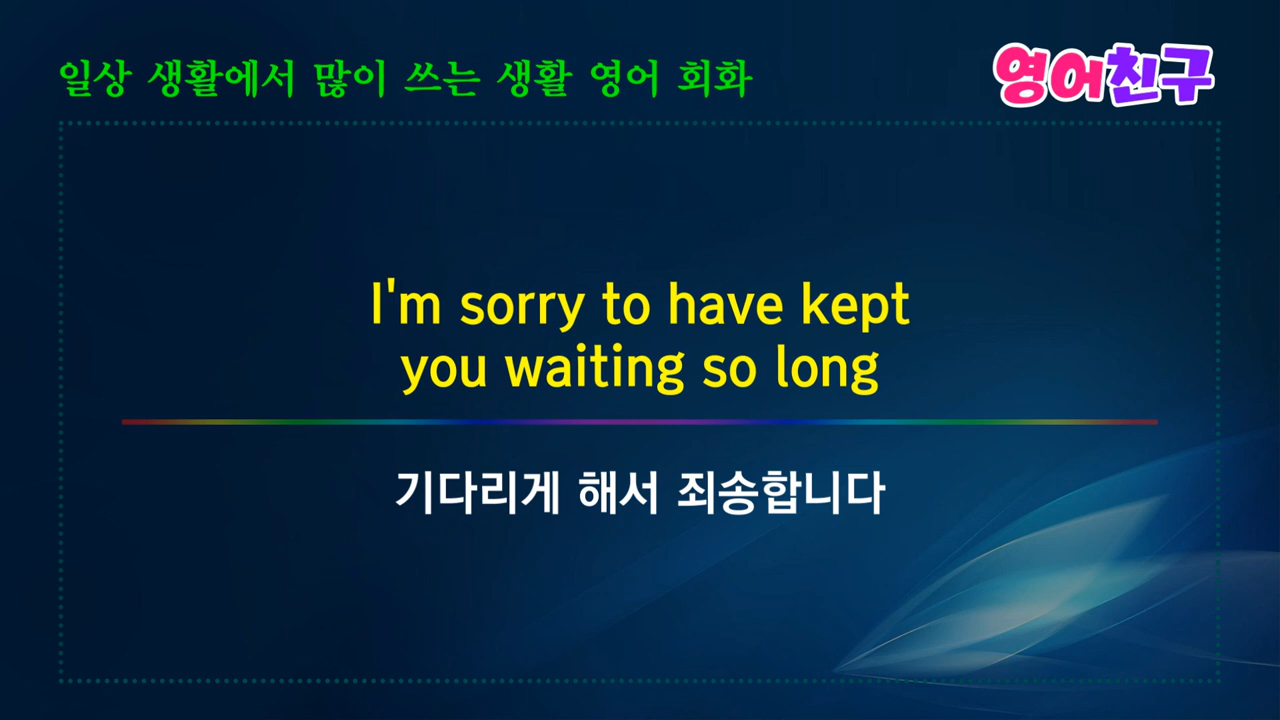 일상 생활에서 많이 쓰는 생활 영어 회화
영어친구
I'm sorry to have kept
you waiting so long
기다리게 해서 죄송합니다